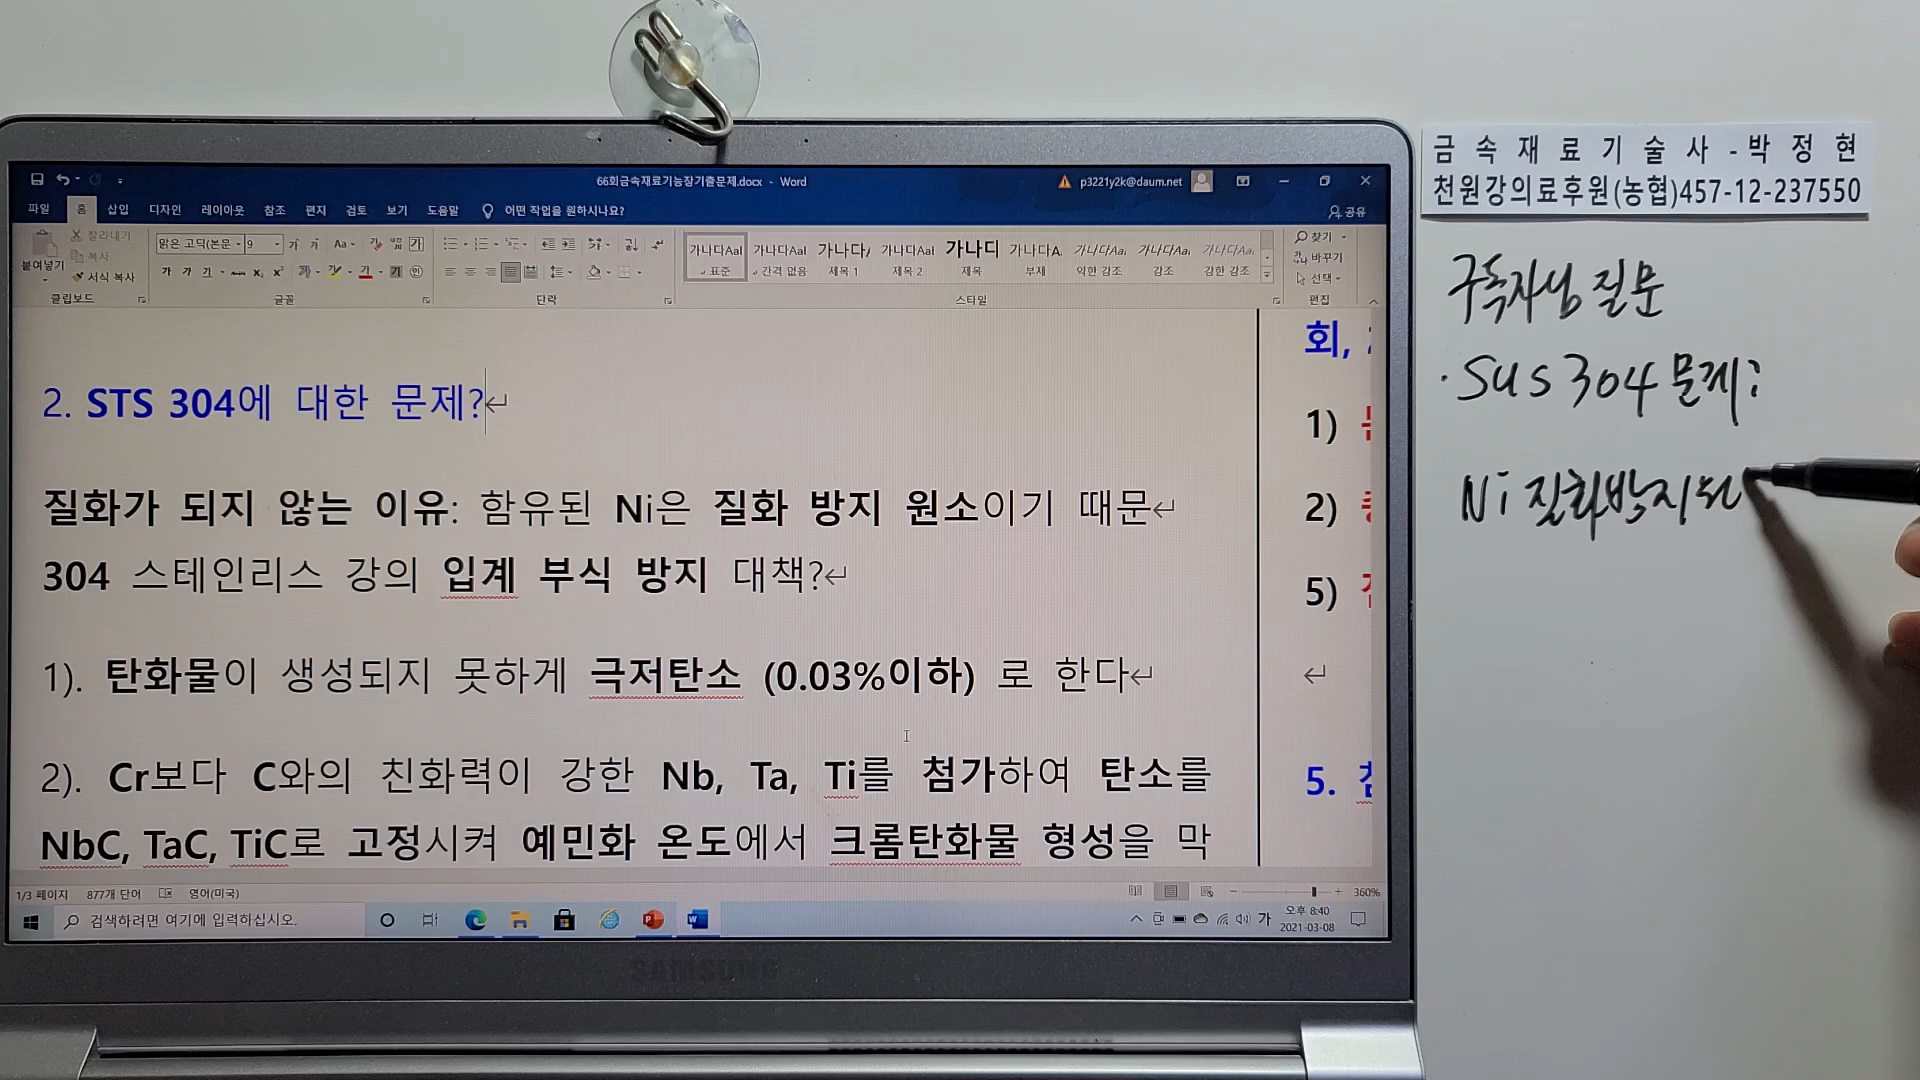 66회금속재료기능장기출문제.docx - Word
p3221y2k@daum.net
파일 홈 삽입 디자인 레이아웃 참조 편지 검토 보기 도움말 어떤 작업을 원하시나요?
공유
붙여넣기
잘라내기
복사
서식 복사
클립보드
맑은 고딕(본문 9
글꼴
단락
가나다AaI 가나다AaI 가나다/ 가나다AaI 가나디 가나다A. 가나다Aa. 가나다Aa. 가나다Aa.
표준 간격 없음 제목 1 제목 2 제목 부제 약한 강조 강조 강한 강조
스타일
찾기
바꾸기
선택
편집
2. STS 304에 대한 문제?
질화가 되지 않는 이유: 함유된 Ni은 질화 방지 원소이기 때문
304 스테인리스 강의 입계 부식 방지 대책?
1). 탄화물이 생성되지 못하게 극저탄소 (0.03%이하) 로 한다
2). Cr보다 C와의 친화력이 강한 Nb, Ta, Ti를 첨가하여 탄소를
NbC, TaC, TiC로 고정시켜 예민화 온도에서 크롬탄화물 형성을 막
회,
1)
2)
5)
5.
1/3 페이지 877개 단어 영어(미국)
360%
검색하려면 여기에 입력하십시오.
가
오후 8:40
2021-03-08
SAMSUNG
금속재료기술사-박정현
천원강의료후원(농협)457-12-237550
구독자님 질문
· SUS 304 문제:
Ni 질화방지